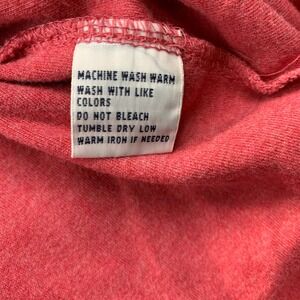 MACHINE WASH WARM
WASH WITH LIKE
COLORS
DO NOT BLEACH
TUMBLE DRY LOW
WARM IRON IF NEEDED